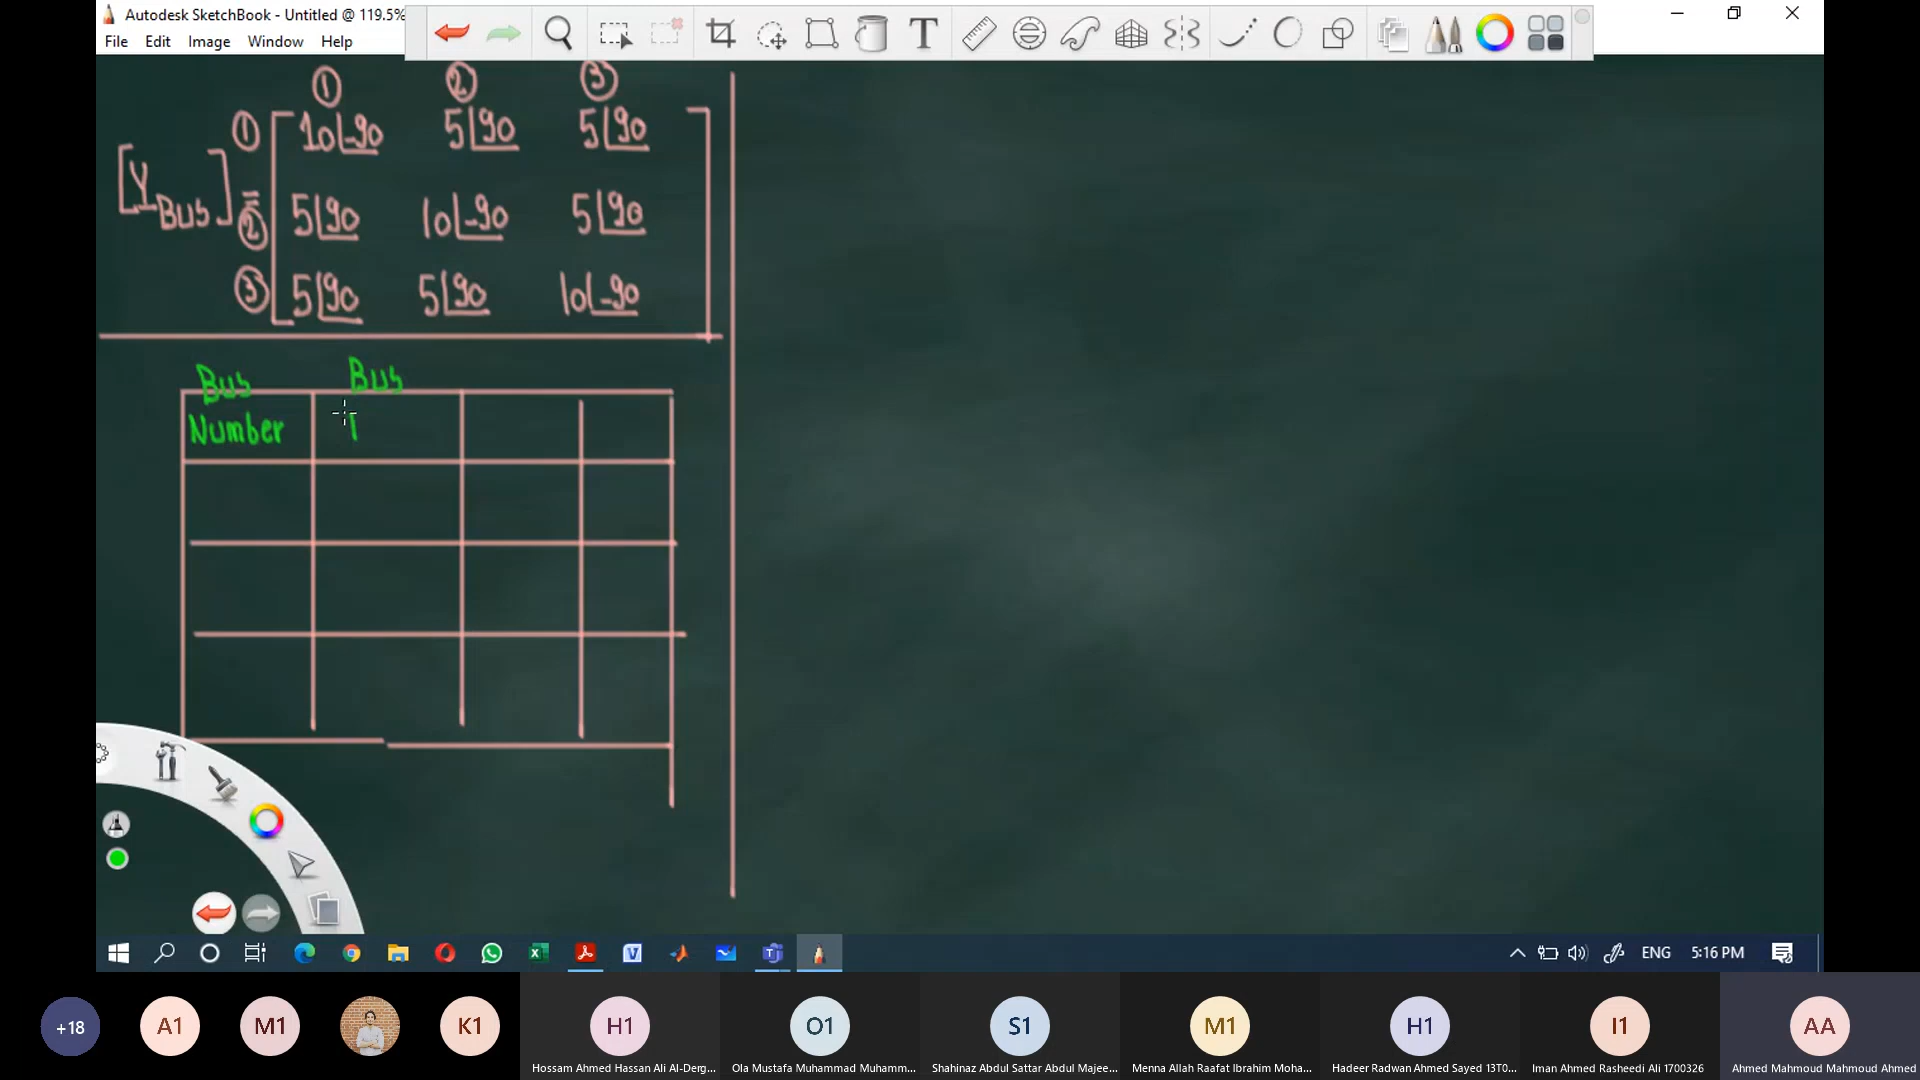 Autodesk SketchBook - Untitled @ 119.5%
File Edit Image Window Help
① ② ③
① 10∠-90 5∠90 5∠90
[Y_Bus] =
② 5∠90 10∠-90 5∠90
③ 5∠90 5∠90 10∠-90
Bus Bus
Number T
ENG 5:16 PM
+18 A1 M1 K1 H1 O1 S1 M1 H1 I1 AA
Hossam Ahmed Hassan Ali Al-Derg...
Ola Mustafa Muhammad Muhamm...
Shahinaz Abdul Sattar Abdul Majee...
Menna Allah Raafat Ibrahim Moha...
Hadeer Radwan Ahmed Sayed 13T0...
Iman Ahmed Rasheedi Ali 1700326
Ahmed Mahmoud Mahmoud Ahmed